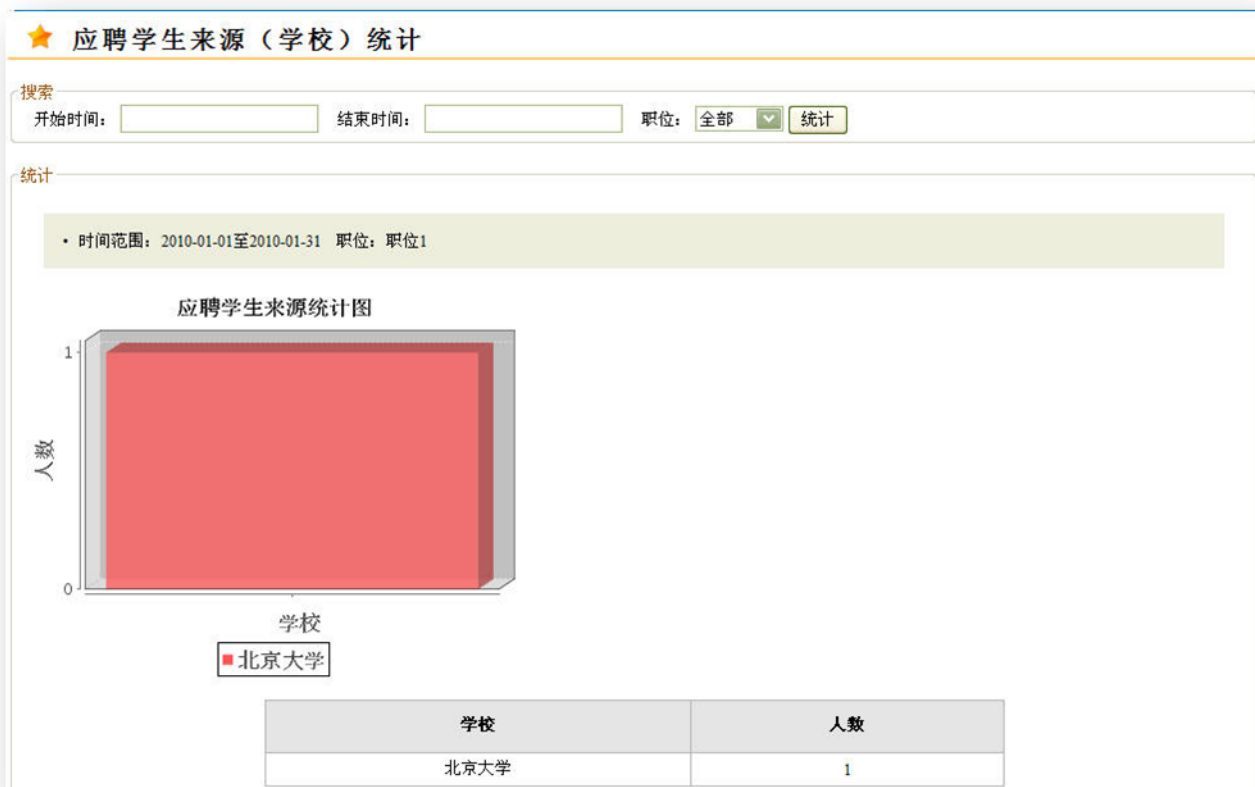 应聘学生来源（学校）统计
搜索
开始时间： 结束时间： 职位： 全部 统计
统计
• 时间范围：2010-01-01至2010-01-31 职位：职位1
应聘学生来源统计图
1
人数
0
学校
北京大学
学校 人数
北京大学 1